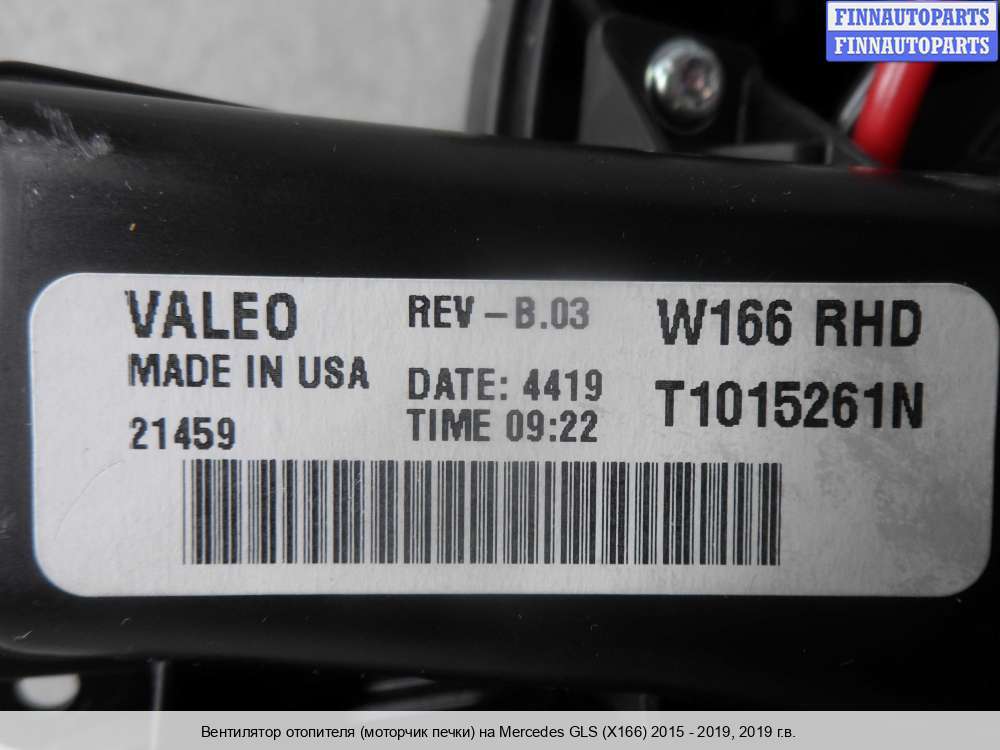 FINNAUTOPARTS
FINNAUTOPARTS
VALEO
REV - B.03
W166 RHD
MADE IN USA
DATE: 4419
T1015261N
21459
TIME 09:22
Вентилятор отопителя (моторчик печки) на Mercedes GLS (X166) 2015 - 2019, 2019 г.в.